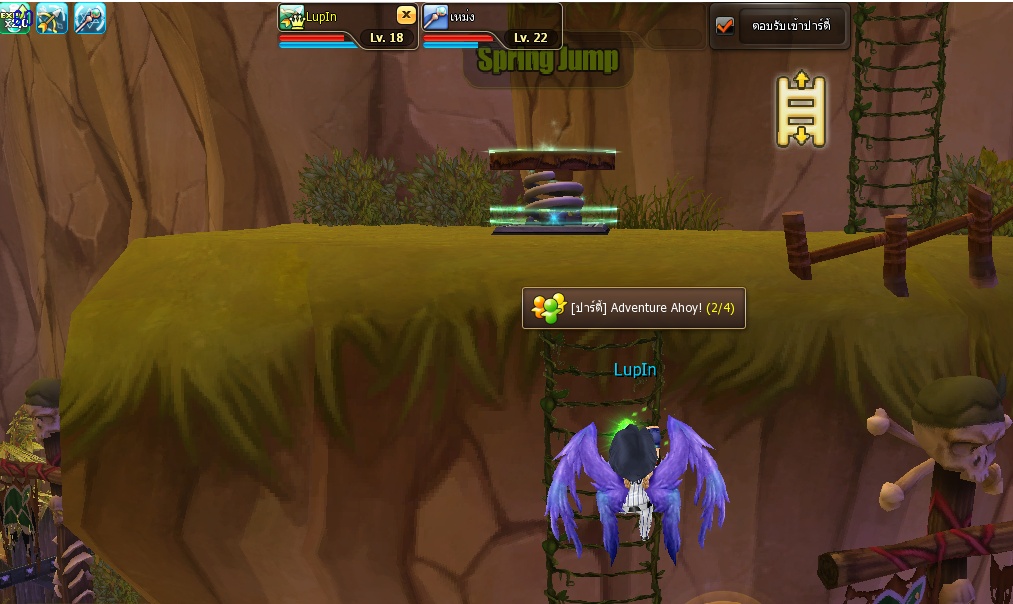 LupIn
เหม่ง
ตอบรับเข้าปาร์ตี้
Lv. 18
Lv. 22
Spring Jump
[ปาร์ตี้] Adventure Ahoy! (2/4)
LupIn